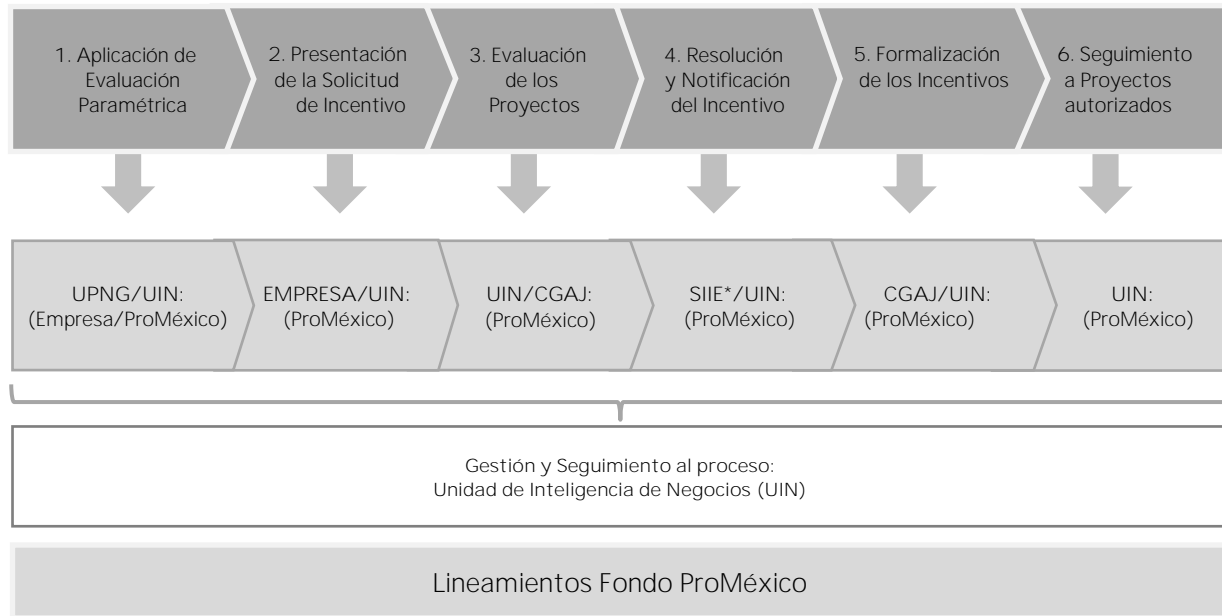 1. Aplicación de
Evaluación
Paramétrica
2. Presentación
de la Solicitud
de Incentivo
3. Evaluación
de los
Proyectos
4. Resolución
y Notificación
del Incentivo
5. Formalización
de los Incentivos
6. Seguimiento
a Proyectos
autorizados
UPNG/UIN:
(Empresa/ProMéxico)
EMPRESA/UIN:
(ProMéxico)
UIN/CGAJ:
(ProMéxico)
SIIE*/UIN:
(ProMéxico)
CGAJ/UIN:
(ProMéxico)
UIN:
(ProMéxico)
Gestión y Seguimiento al proceso:
Unidad de Inteligencia de Negocios (UIN)
Lineamientos Fondo ProMéxico